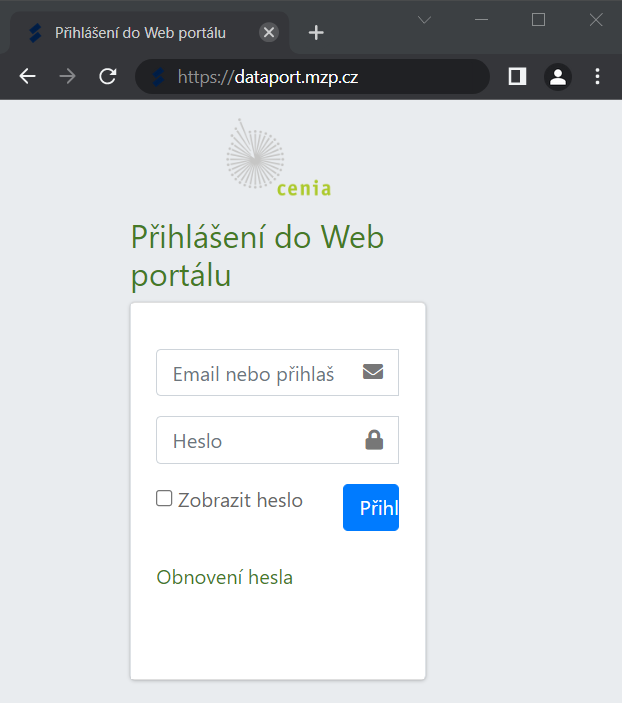 Přihlášení do Web portálu
https://dataport.mzp.cz
cenia
Přihlášení do Web
portálu
Email nebo přihlaš
Heslo
Zobrazit heslo
Přihl
Obnovení hesla